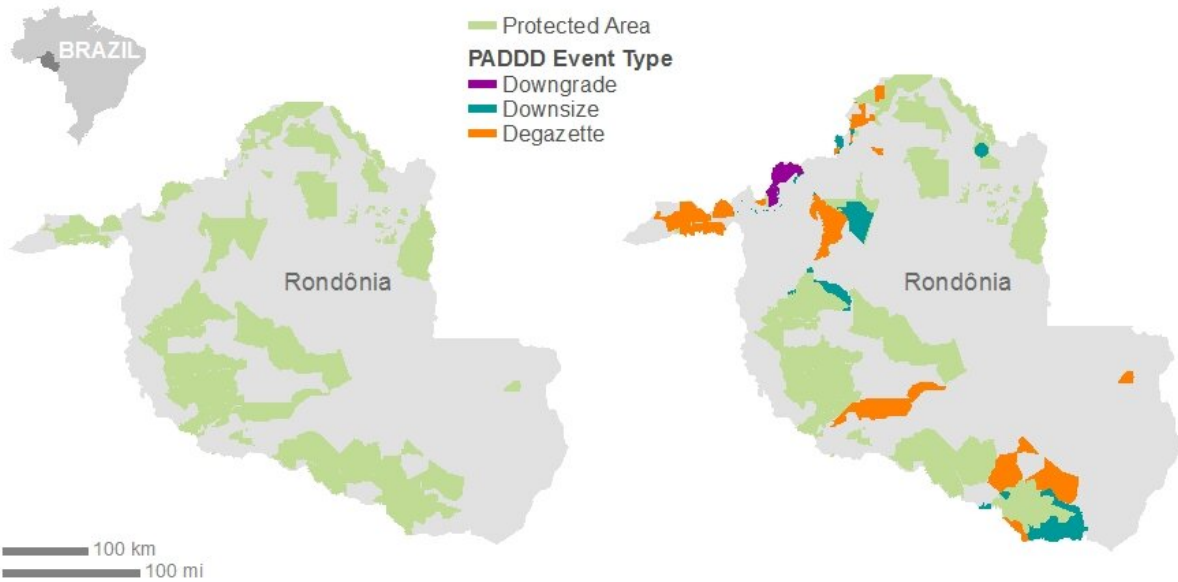 BRAZIL
Protected Area
PADDD Event Type
Downgrade
Downsize
Degazette
Rondônia
Rondônia
100 km
100 mi